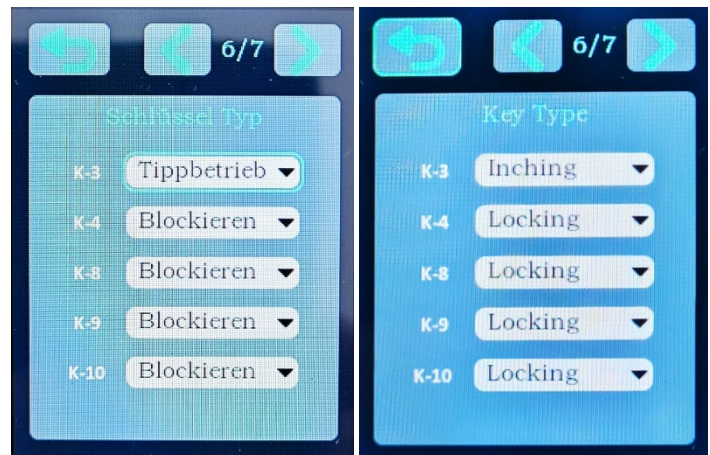 6/7
Schlüssel Typ
K-3 Tippbetrieb
K-4 Blockieren
K-8 Blockieren
K-9 Blockieren
K-10 Blockieren
6/7
Key Type
K-3 Inching
K-4 Locking
K-8 Locking
K-9 Locking
K-10 Locking